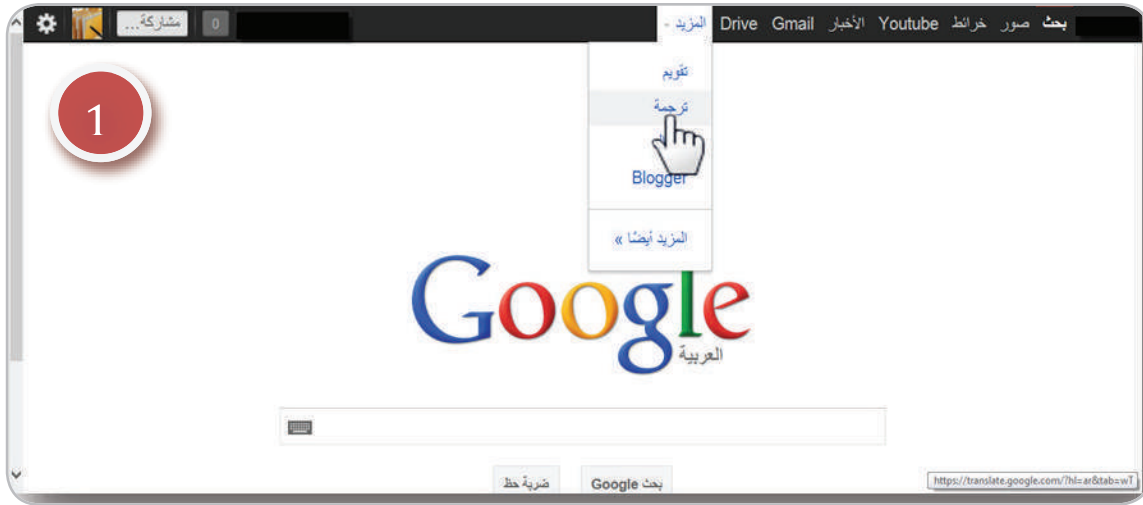 بحث صور خرائط Youtube الأخبار Gmail Drive المزيد
0 مشاركة...
1
تقويم
ترجمة
Blogger
المزيد أيضًا »
Google
العربية
بحث Google ضربة حظ
https://translate.google.com/?hl=ar&tab=wT